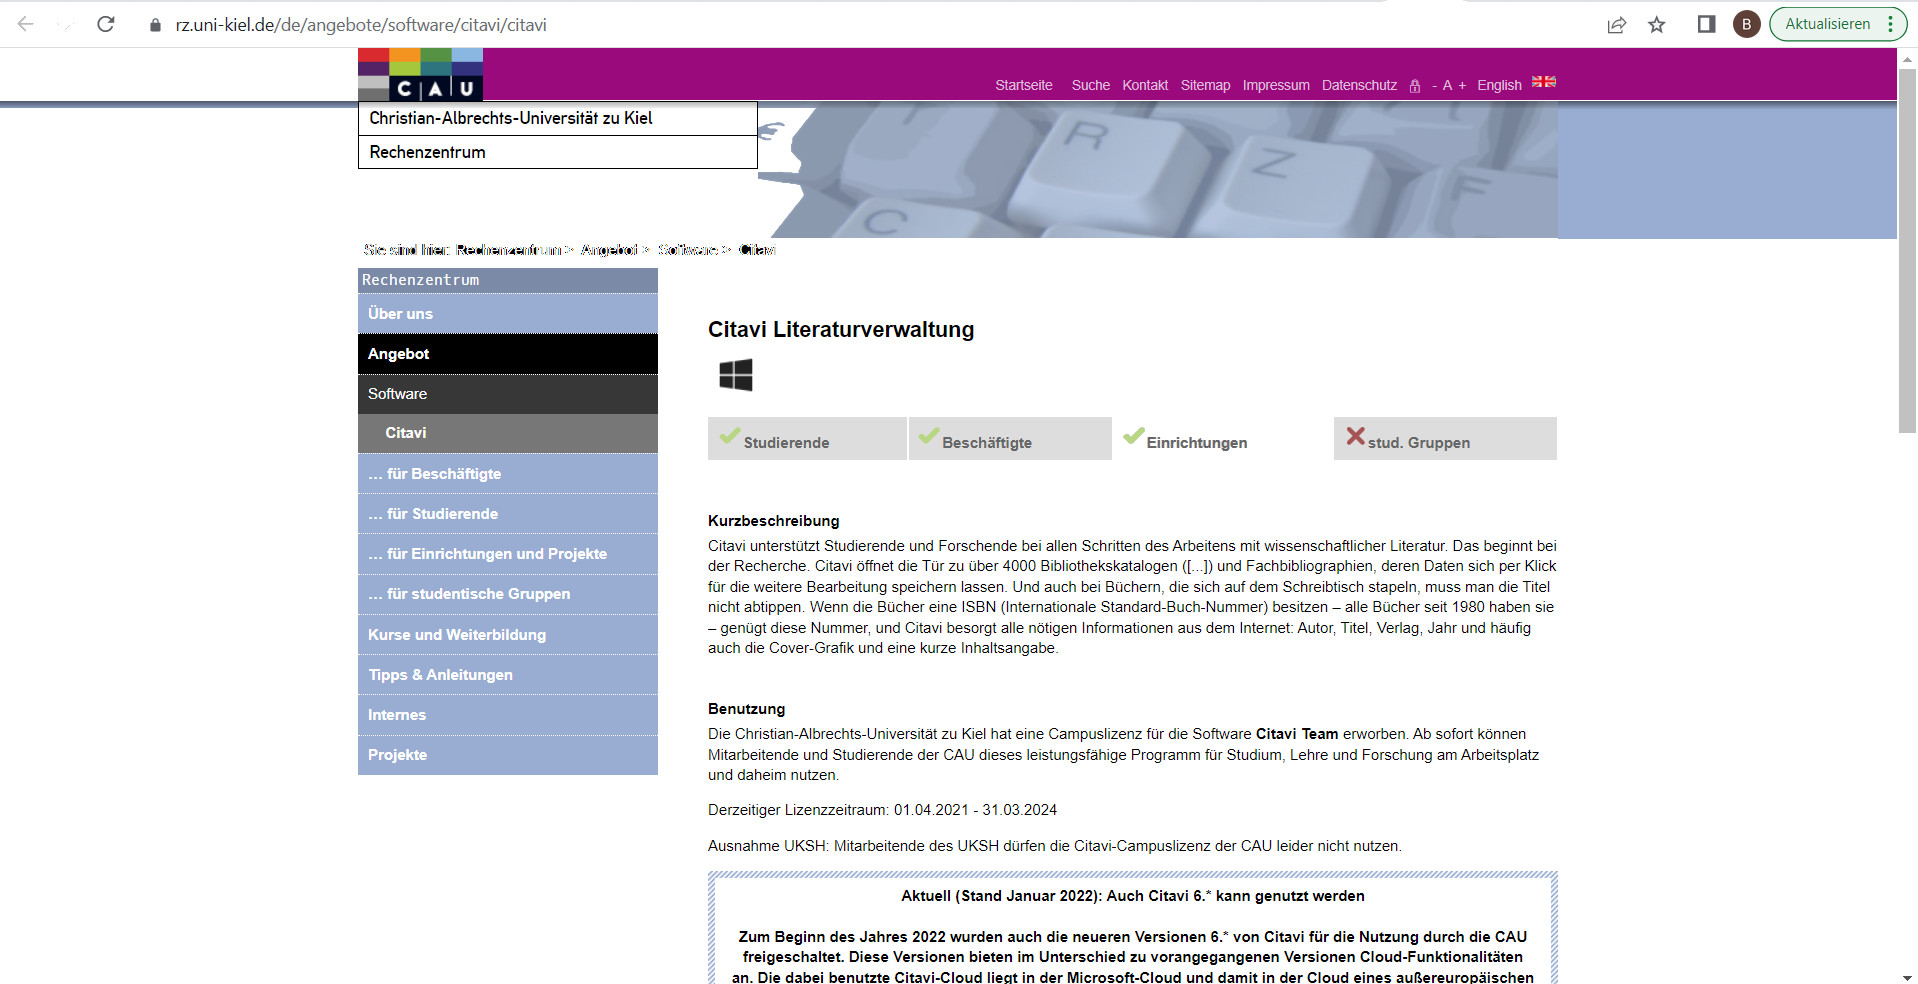 rz.uni-kiel.de/de/angebote/software/citavi/citavi
B
Aktualisieren
C|A|U
Startseite Suche Kontakt Sitemap Impressum Datenschutz - A + English
Christian-Albrechts-Universität zu Kiel
Rechenzentrum
R
Z
F
C
€
Sie sind hier: Rechenzentrum > Angebot > Software > Citavi
Rechenzentrum
Über uns
Angebot
Software
Citavi
... für Beschäftigte
... für Studierende
... für Einrichtungen und Projekte
... für studentische Gruppen
Kurse und Weiterbildung
Tipps & Anleitungen
Internes
Projekte
Citavi Literaturverwaltung
Studierende Beschäftigte Einrichtungen stud. Gruppen
Kurzbeschreibung
Citavi unterstützt Studierende und Forschende bei allen Schritten des Arbeitens mit wissenschaftlicher Literatur. Das beginnt bei
der Recherche. Citavi öffnet die Tür zu über 4000 Bibliothekskatalogen ([...]) und Fachbibliographien, deren Daten sich per Klick
für die weitere Bearbeitung speichern lassen. Und auch bei Büchern, die sich auf dem Schreibtisch stapeln, muss man die Titel
nicht abtippen. Wenn die Bücher eine ISBN (Internationale Standard-Buch-Nummer) besitzen – alle Bücher seit 1980 haben sie
– genügt diese Nummer, und Citavi besorgt alle nötigen Informationen aus dem Internet: Autor, Titel, Verlag, Jahr und häufig
auch die Cover-Grafik und eine kurze Inhaltsangabe.
Benutzung
Die Christian-Albrechts-Universität zu Kiel hat eine Campuslizenz für die Software Citavi Team erworben. Ab sofort können
Mitarbeitende und Studierende der CAU dieses leistungsfähige Programm für Studium, Lehre und Forschung am Arbeitsplatz
und daheim nutzen.
Derzeitiger Lizenzzeitraum: 01.04.2021 - 31.03.2024
Ausnahme UKSH: Mitarbeitende des UKSH dürfen die Citavi-Campuslizenz der CAU leider nicht nutzen.
Aktuell (Stand Januar 2022): Auch Citavi 6.* kann genutzt werden
Zum Beginn des Jahres 2022 wurden auch die neueren Versionen 6.* von Citavi für die Nutzung durch die CAU
freigeschaltet. Diese Versionen bieten im Unterschied zu vorangegangenen Versionen Cloud-Funktionalitäten
an. Die dabei benutzte Citavi-Cloud liegt in der Microsoft-Cloud und damit in der Cloud eines außereuropäischen